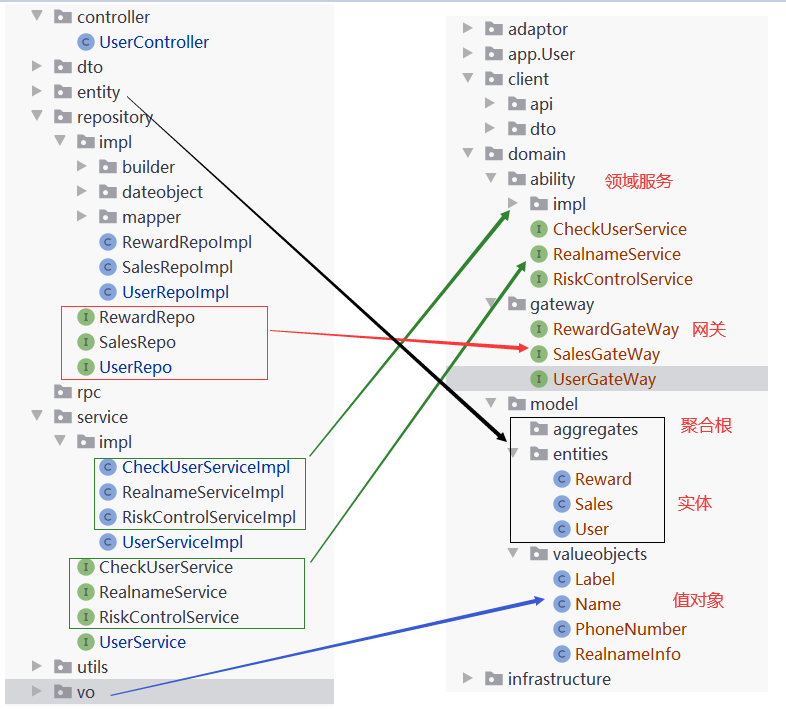 controller
UserController
dto
entity
repository
impl
builder
dateobject
mapper
RewardRepoImpl
SalesRepoImpl
UserRepoImpl
RewardRepo
SalesRepo
UserRepo
rpc
service
impl
CheckUserServiceImpl
RealnameServiceImpl
RiskControlServiceImpl
UserServiceImpl
CheckUserService
RealnameService
RiskControlService
UserService
utils
vo
adaptor
app.User
client
api
dto
domain
ability 领域服务
impl
CheckUserService
RealnameService
RiskControlService
gateway
RewardGateWay 网关
SalesGateWay
UserGateWay
model
aggregates 聚合根
entities
Reward
Sales 实体
User
valueobjects
Label
Name 值对象
PhoneNumber
RealnameInfo
infrastructure